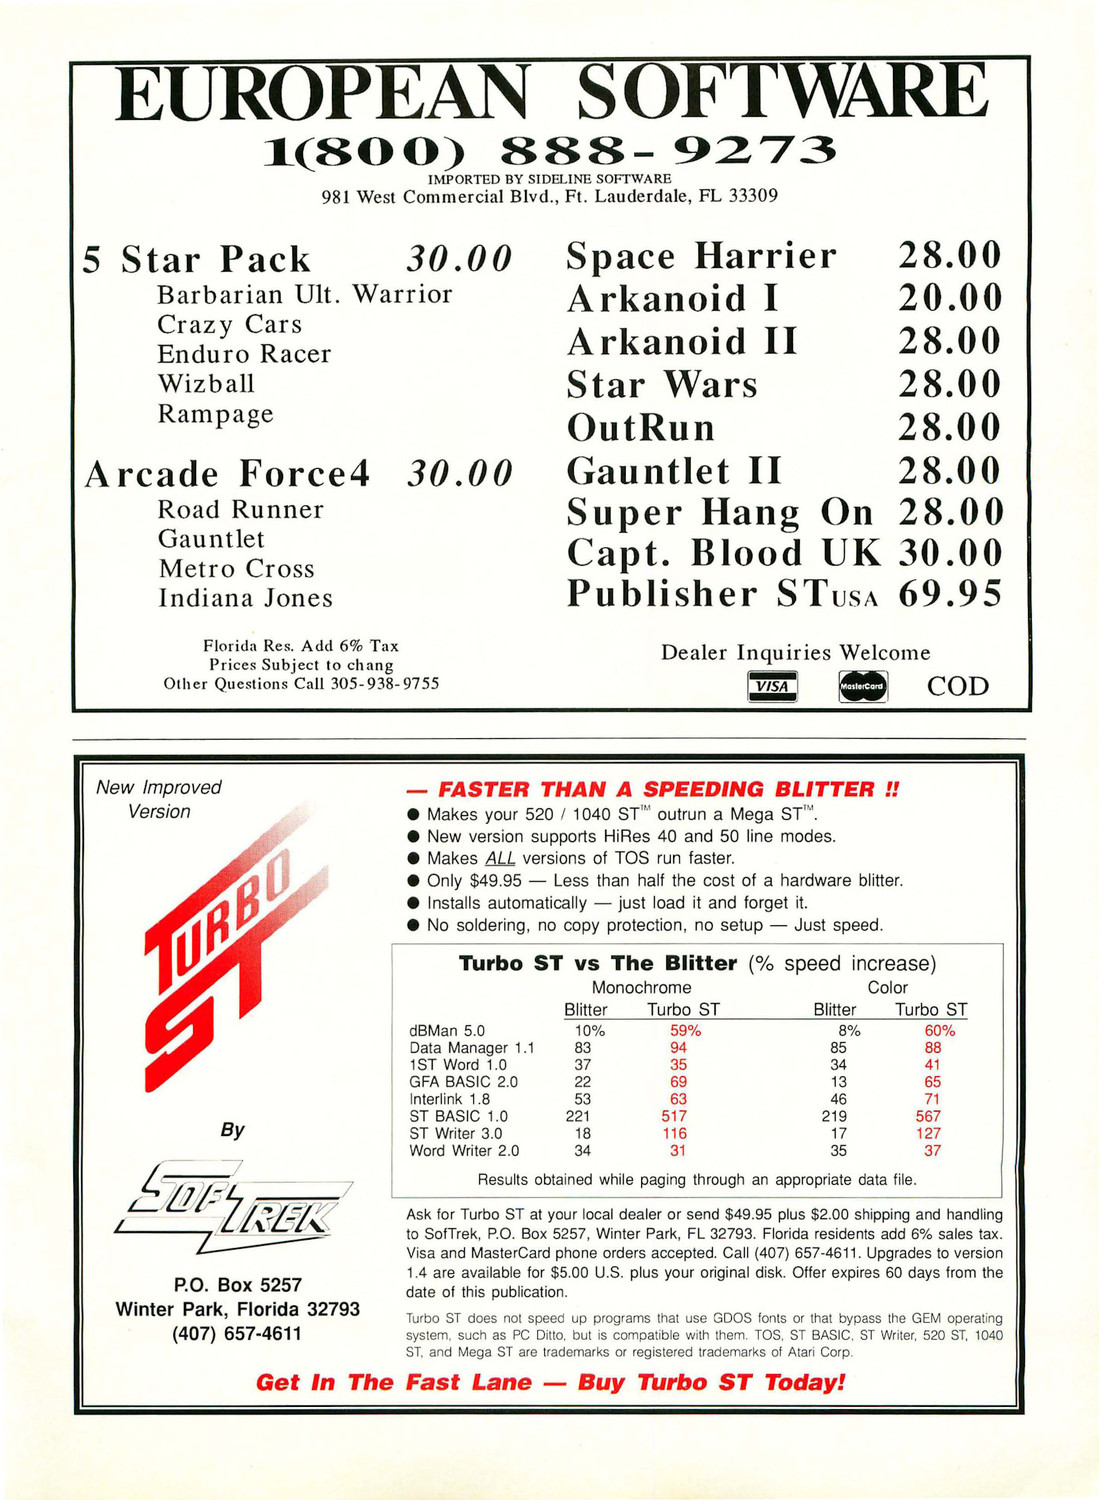 EUROPEAN SOFTWARE
1(800) 888-9273
IMPORTED BY SIDELINE SOFTWARE
981 West Commercial Blvd., Ft. Lauderdale, FL 33309
5 Star Pack 30.00
Barbarian Ult. Warrior
Crazy Cars
Enduro Racer
Wizball
Rampage
Arcade Force4 30.00
Road Runner
Gauntlet
Metro Cross
Indiana Jones
Florida Res. Add 6% Tax
Prices Subject to chang
Other Questions Call 305-938-9755
Space Harrier 28.00
Arkanoid I 20.00
Arkanoid II 28.00
Star Wars 28.00
OutRun 28.00
Gauntlet II 28.00
Super Hang On 28.00
Capt. Blood UK 30.00
Publisher STUSA 69.95
Dealer Inquiries Welcome
VISA MasterCard COD
New Improved
Version
TURBO
ST
By
SOFTREK
P.O. Box 5257
Winter Park, Florida 32793
(407) 657-4611
— FASTER THAN A SPEEDING BLITTER !!
● Makes your 520 / 1040 ST™ outrun a Mega ST™.
● New version supports HiRes 40 and 50 line modes.
● Makes ALL versions of TOS run faster.
● Only $49.95 — Less than half the cost of a hardware blitter.
● Installs automatically — just load it and forget it.
● No soldering, no copy protection, no setup — Just speed.
Turbo ST vs The Blitter (% speed increase)
Monochrome Color
Blitter Turbo ST Blitter Turbo ST
dBMan 5.0 10% 59% 8% 60%
Data Manager 1.1 83 94 85 88
1ST Word 1.0 37 35 34 41
GFA BASIC 2.0 22 69 13 65
Interlink 1.8 53 63 46 71
ST BASIC 1.0 221 517 219 567
ST Writer 3.0 18 116 17 127
Word Writer 2.0 34 31 35 37
Results obtained while paging through an appropriate data file.
Ask for Turbo ST at your local dealer or send $49.95 plus $2.00 shipping and handling
to SofTrek, P.O. Box 5257, Winter Park, FL 32793. Florida residents add 6% sales tax.
Visa and MasterCard phone orders accepted. Call (407) 657-4611. Upgrades to version
1.4 are available for $5.00 U.S. plus your original disk. Offer expires 60 days from the
date of this publication.
Turbo ST does not speed up programs that use GDOS fonts or that bypass the GEM operating
system, such as PC Ditto, but is compatible with them. TOS, ST BASIC, ST Writer, 520 ST, 1040
ST, and Mega ST are trademarks or registered trademarks of Atari Corp.
Get In The Fast Lane — Buy Turbo ST Today!